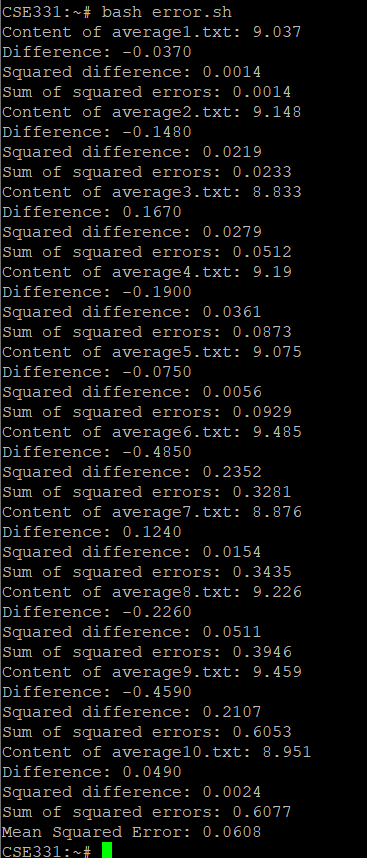 CSE331:~# bash error.sh
Content of average1.txt: 9.037
Difference: -0.0370
Squared difference: 0.0014
Sum of squared errors: 0.0014
Content of average2.txt: 9.148
Difference: -0.1480
Squared difference: 0.0219
Sum of squared errors: 0.0233
Content of average3.txt: 8.833
Difference: 0.1670
Squared difference: 0.0279
Sum of squared errors: 0.0512
Content of average4.txt: 9.19
Difference: -0.1900
Squared difference: 0.0361
Sum of squared errors: 0.0873
Content of average5.txt: 9.075
Difference: -0.0750
Squared difference: 0.0056
Sum of squared errors: 0.0929
Content of average6.txt: 9.485
Difference: -0.4850
Squared difference: 0.2352
Sum of squared errors: 0.3281
Content of average7.txt: 8.876
Difference: 0.1240
Squared difference: 0.0154
Sum of squared errors: 0.3435
Content of average8.txt: 9.226
Difference: -0.2260
Squared difference: 0.0511
Sum of squared errors: 0.3946
Content of average9.txt: 9.459
Difference: -0.4590
Squared difference: 0.2107
Sum of squared errors: 0.6053
Content of average10.txt: 8.951
Difference: 0.0490
Squared difference: 0.0024
Sum of squared errors: 0.6077
Mean Squared Error: 0.0608
CSE331:~#